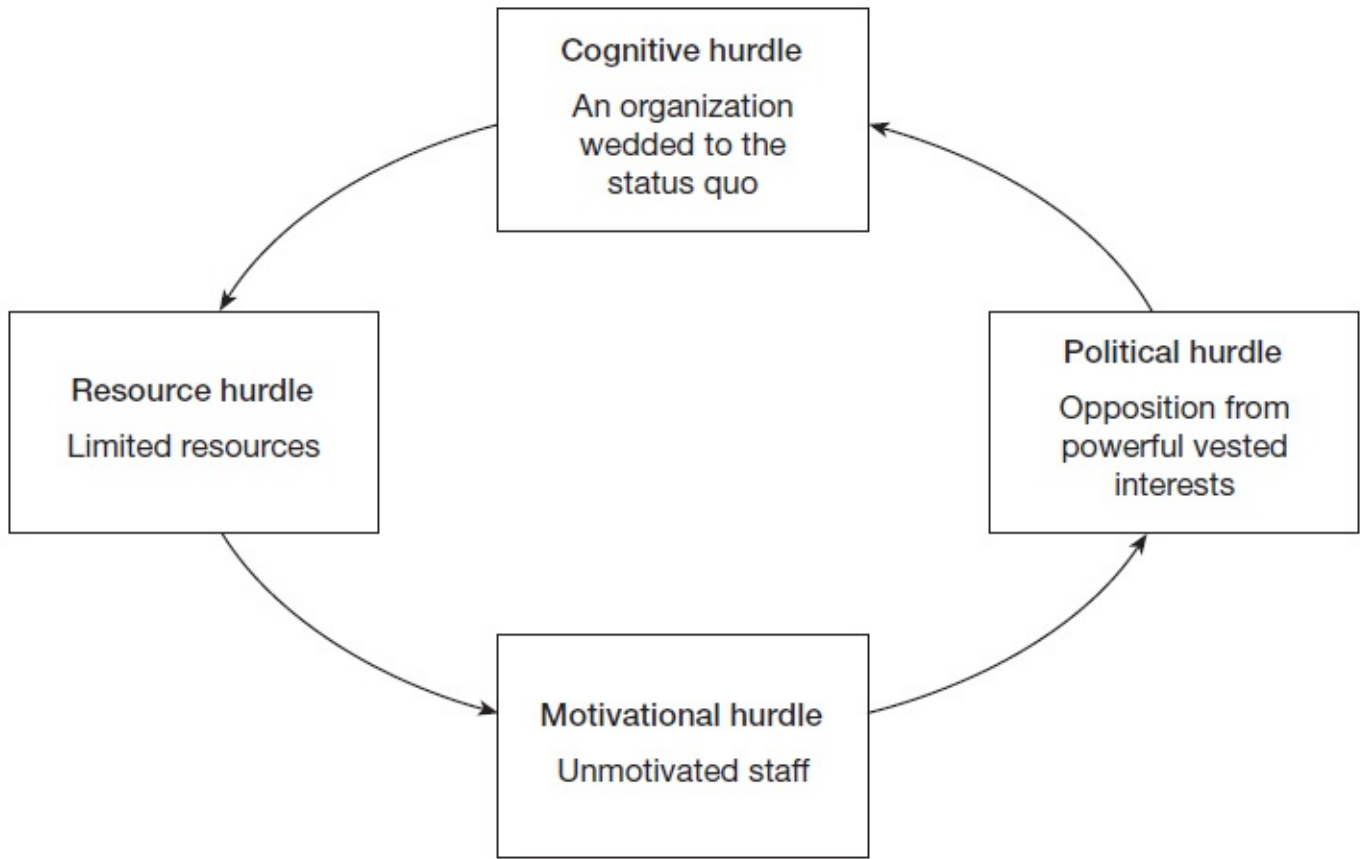 Cognitive hurdle
An organization
wedded to the
status quo
Resource hurdle
Limited resources
Political hurdle
Opposition from
powerful vested
interests
Motivational hurdle
Unmotivated staff